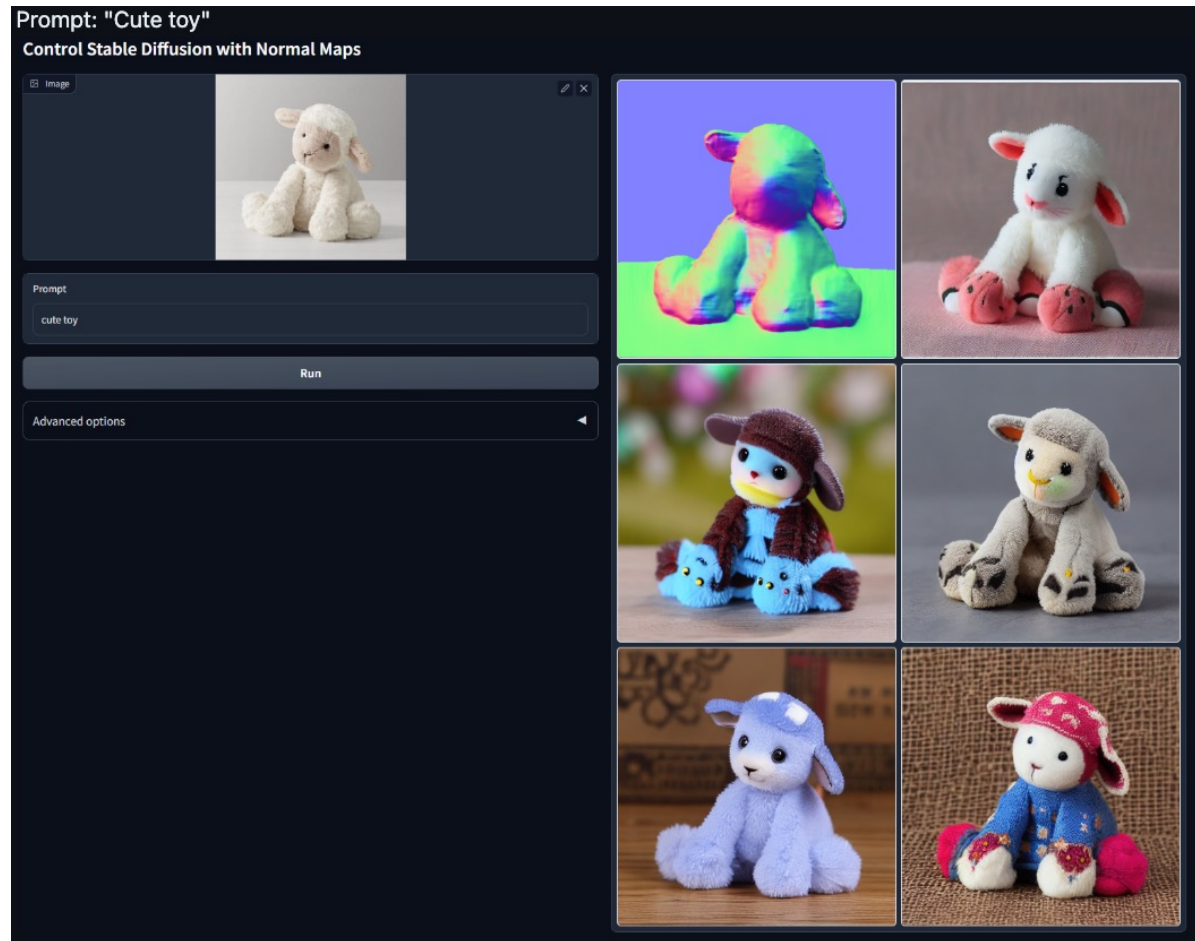 Prompt: "Cute toy"
Control Stable Diffusion with Normal Maps
Image
Prompt
cute toy
Run
Advanced options